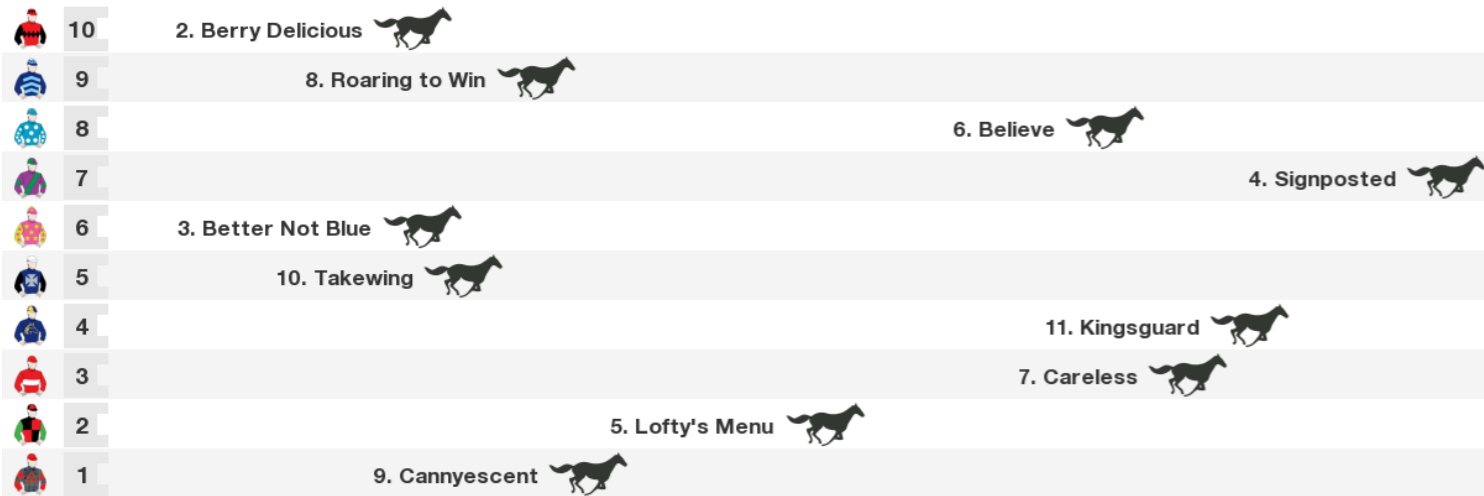 10 2. Berry Delicious
9 8. Roaring to Win
8 6. Believe
7 4. Signposted
6 3. Better Not Blue
5 10. Takewing
4 11. Kingsguard
3 7. Careless
2 5. Lofty's Menu
1 9. Cannyescent